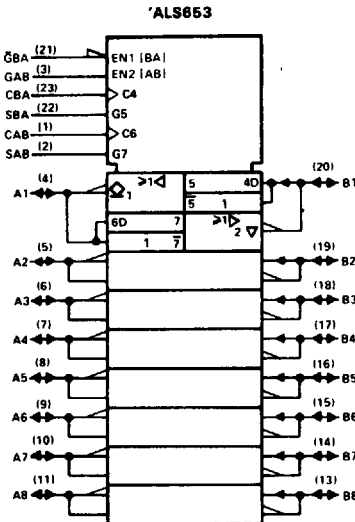 'ALS653
ḠBA (21) EN1 [BA]
GAB (3) EN2 [AB]
CBA (23) C4
SBA (22) G5
CAB (1) C6
SAB (2) G7
A1 (4) 1 ≥1 5 4D (20) B1
5̅ 1
6D 7 ≥1
1 7̅ 2
A2 (5) (19) B2
A3 (6) (18) B3
A4 (7) (17) B4
A5 (8) (16) B5
A6 (9) (15) B6
A7 (10) (14) B7
A8 (11) (13) B8